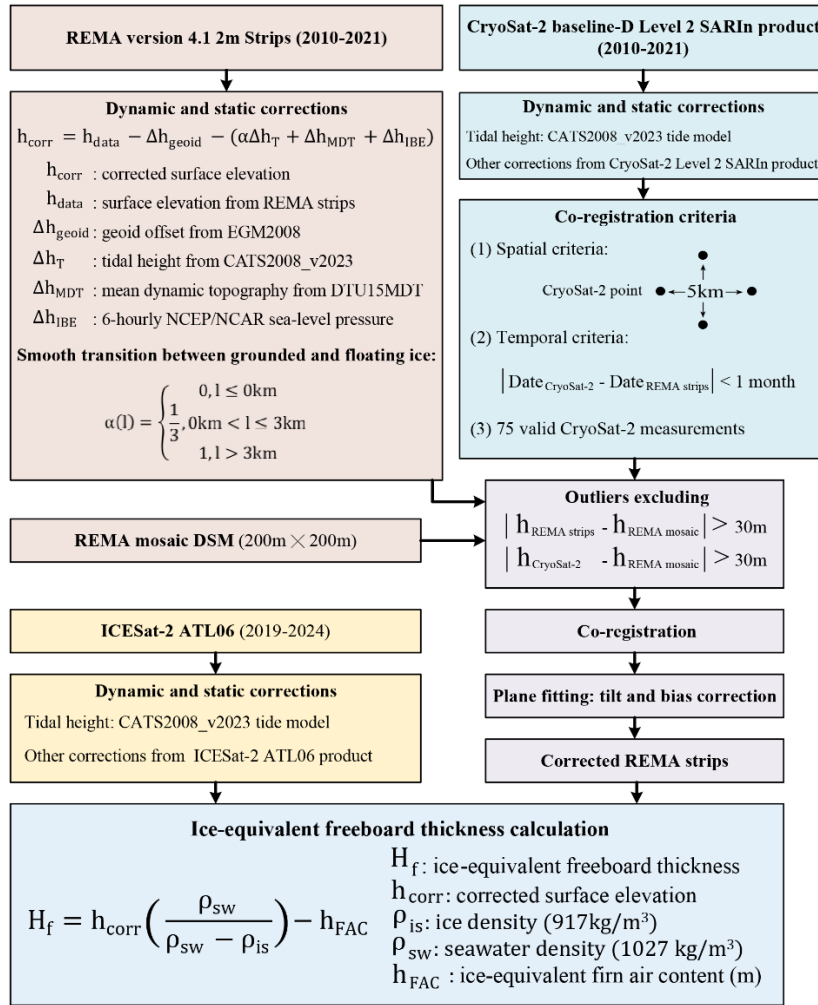 REMA version 4.1 2m Strips (2010-2021)
Dynamic and static corrections
h_corr = h_data − Δh_geoid − (αΔh_T + Δh_MDT + Δh_IBE)
h_corr : corrected surface elevation
h_data : surface elevation from REMA strips
Δh_geoid : geoid offset from EGM2008
Δh_T : tidal height from CATS2008_v2023
Δh_MDT : mean dynamic topography from DTU15MDT
Δh_IBE : 6-hourly NCEP/NCAR sea-level pressure
Smooth transition between grounded and floating ice:
α(l) = { 0, l ≤ 0km
1/3, 0km < l ≤ 3km
1, l > 3km
CryoSat-2 baseline-D Level 2 SARIn product
(2010-2021)
Dynamic and static corrections
Tidal height: CATS2008_v2023 tide model
Other corrections from CryoSat-2 Level 2 SARIn product
Co-registration criteria
(1) Spatial criteria:
CryoSat-2 point
5km
(2) Temporal criteria:
| Date_CryoSat-2 - Date_REMA strips | < 1 month
(3) 75 valid CryoSat-2 measurements
REMA mosaic DSM (200m × 200m)
Outliers excluding
| h_REMA strips - h_REMA mosaic | > 30m
| h_CryoSat-2 - h_REMA mosaic | > 30m
Co-registration
Plane fitting: tilt and bias correction
Corrected REMA strips
ICESat-2 ATL06 (2019-2024)
Dynamic and static corrections
Tidal height: CATS2008_v2023 tide model
Other corrections from ICESat-2 ATL06 product
Ice-equivalent freeboard thickness calculation
H_f = h_corr (ρ_sw / (ρ_sw − ρ_is)) − h_FAC
H_f : ice-equivalent freeboard thickness
h_corr : corrected surface elevation
ρ_is : ice density (917kg/m³)
ρ_sw : seawater density (1027 kg/m³)
h_FAC : ice-equivalent firn air content (m)